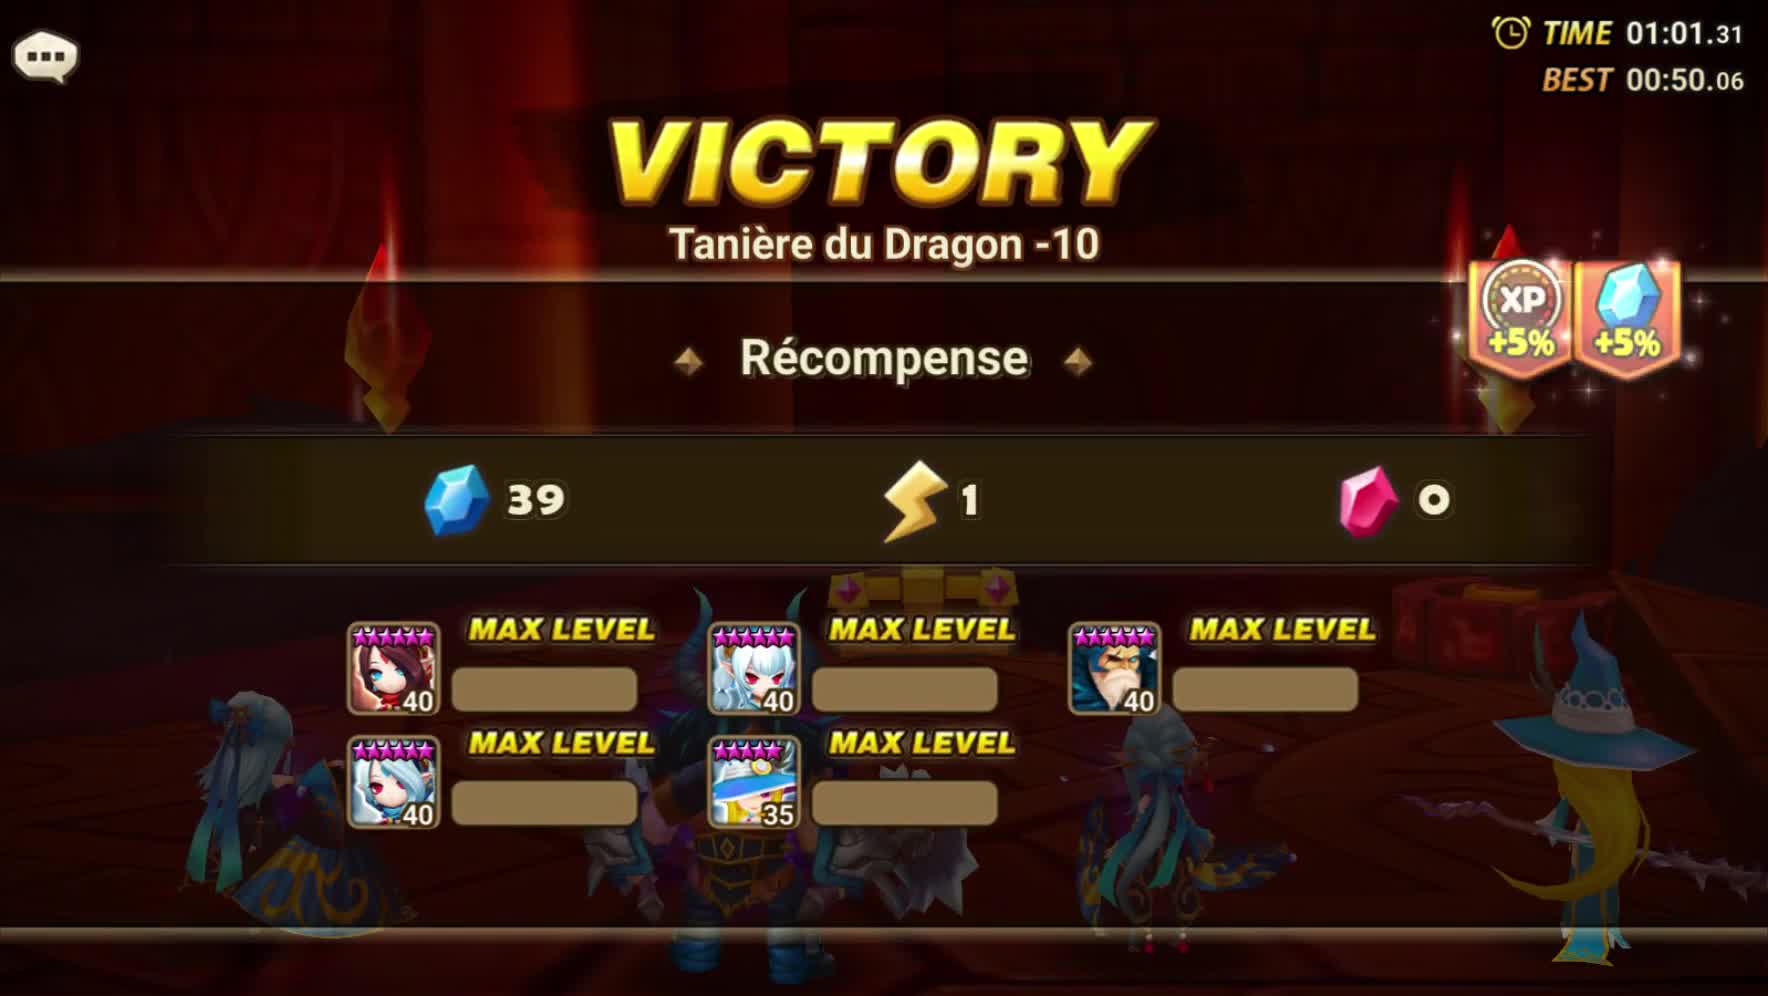 TIME 01:01.31
BEST 00:50.06
VICTORY
Tanière du Dragon -10
XP +5%
+5%
Récompense
39
1
0
40 MAX LEVEL
40 MAX LEVEL
40 MAX LEVEL
40 MAX LEVEL
35 MAX LEVEL